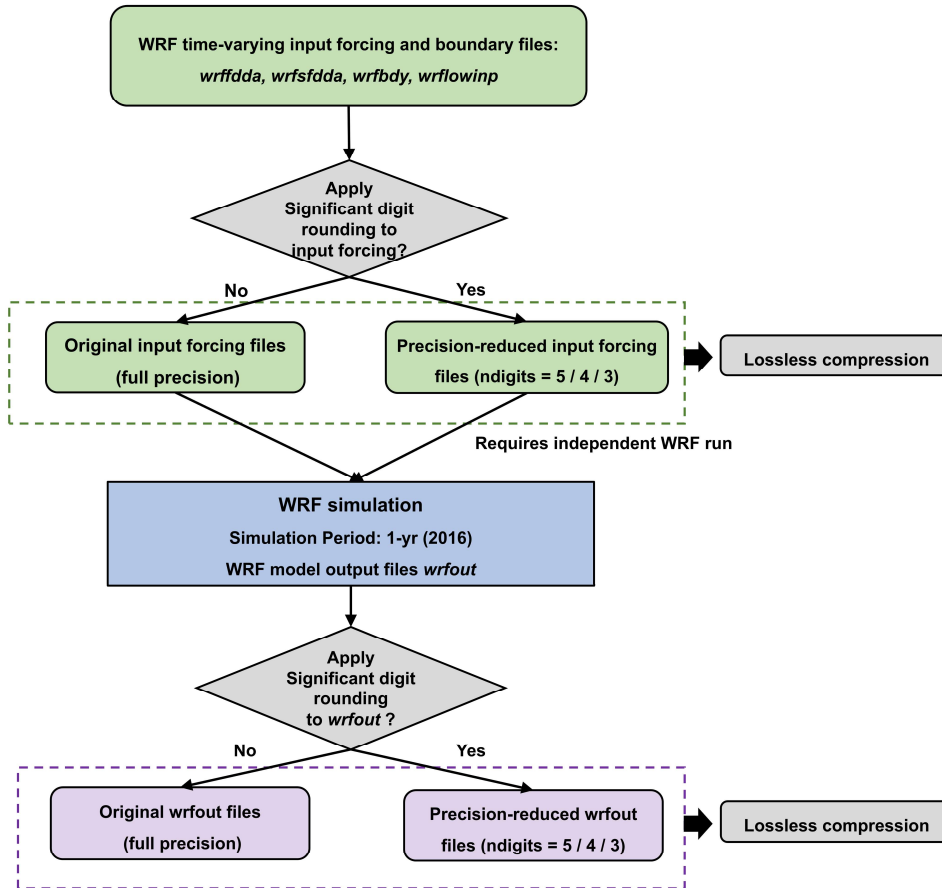 WRF time-varying input forcing and boundary files:
wrffdda, wrfsfdda, wrfbdy, wrflowinp
Apply
Significant digit
rounding to
input forcing?
No
Yes
Original input forcing files
(full precision)
Precision-reduced input forcing
files (ndigits = 5 / 4 / 3)
Lossless compression
Requires independent WRF run
WRF simulation
Simulation Period: 1-yr (2016)
WRF model output files wrfout
Apply
Significant digit
rounding
to wrfout ?
No
Yes
Original wrfout files
(full precision)
Precision-reduced wrfout
files (ndigits = 5 / 4 / 3)
Lossless compression